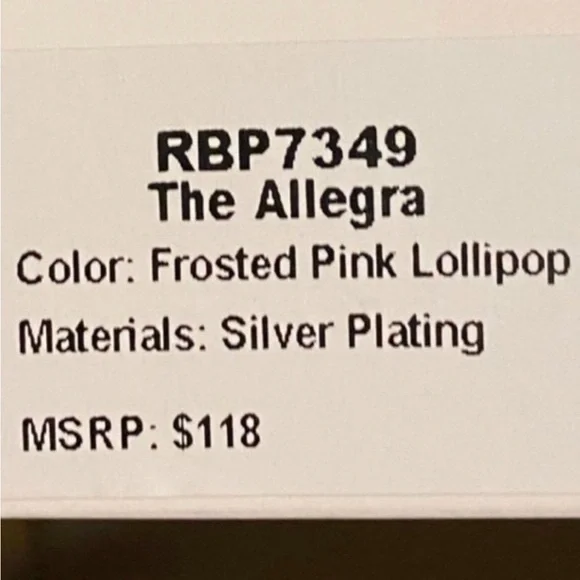 RBP7349
The Allegra
Color: Frosted Pink Lollipop
Materials: Silver Plating
MSRP: $118